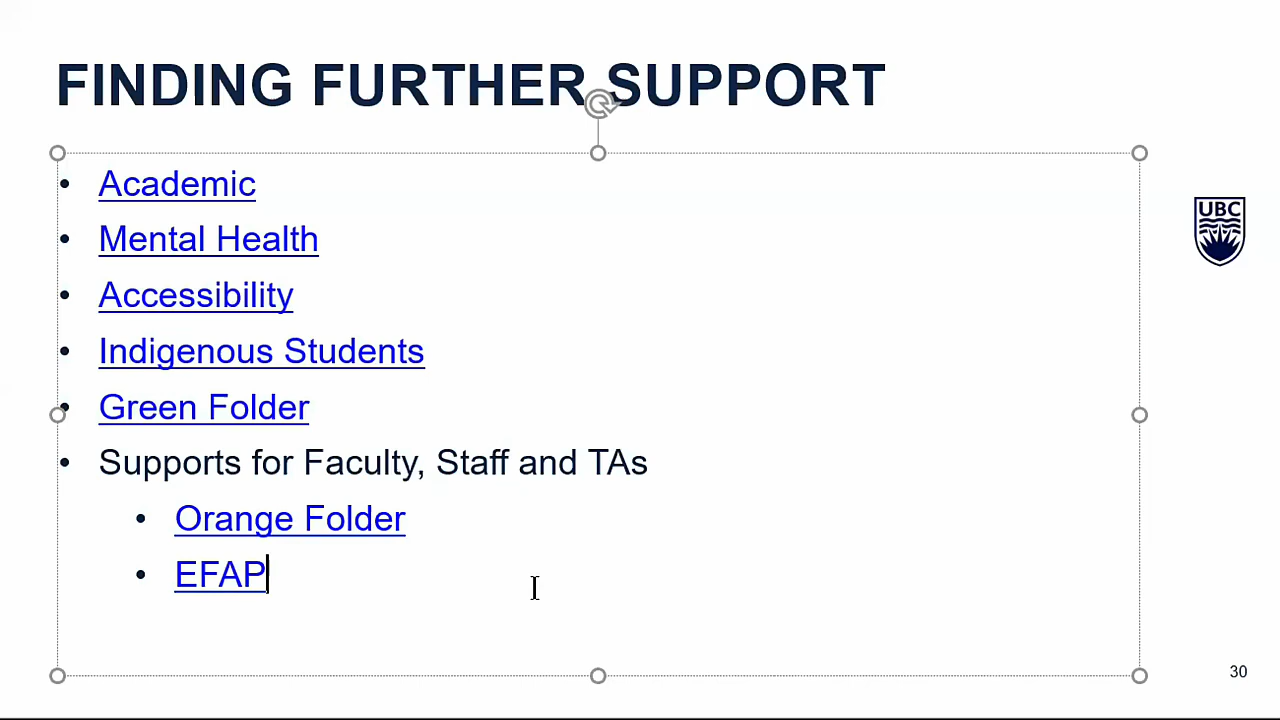 FINDING FURTHER SUPPORT
• Academic
• Mental Health
• Accessibility
• Indigenous Students
• Green Folder
• Supports for Faculty, Staff and TAs
• Orange Folder
• EFAP
UBC
30